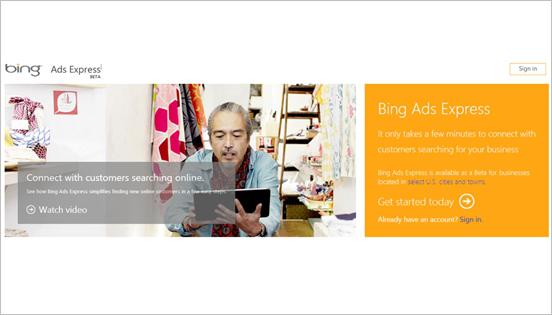 bing Ads Express
BETA
Sign in
Connect with customers searching online.
See how Bing Ads Express simplifies finding new online customers in a few easy steps.
Watch video
Bing Ads Express
It only takes a few minutes to connect with
customers searching for your business
Bing Ads Express is available as a Beta for businesses
located in select U.S. cities and towns.
Get started today
Already have an account? Sign in.